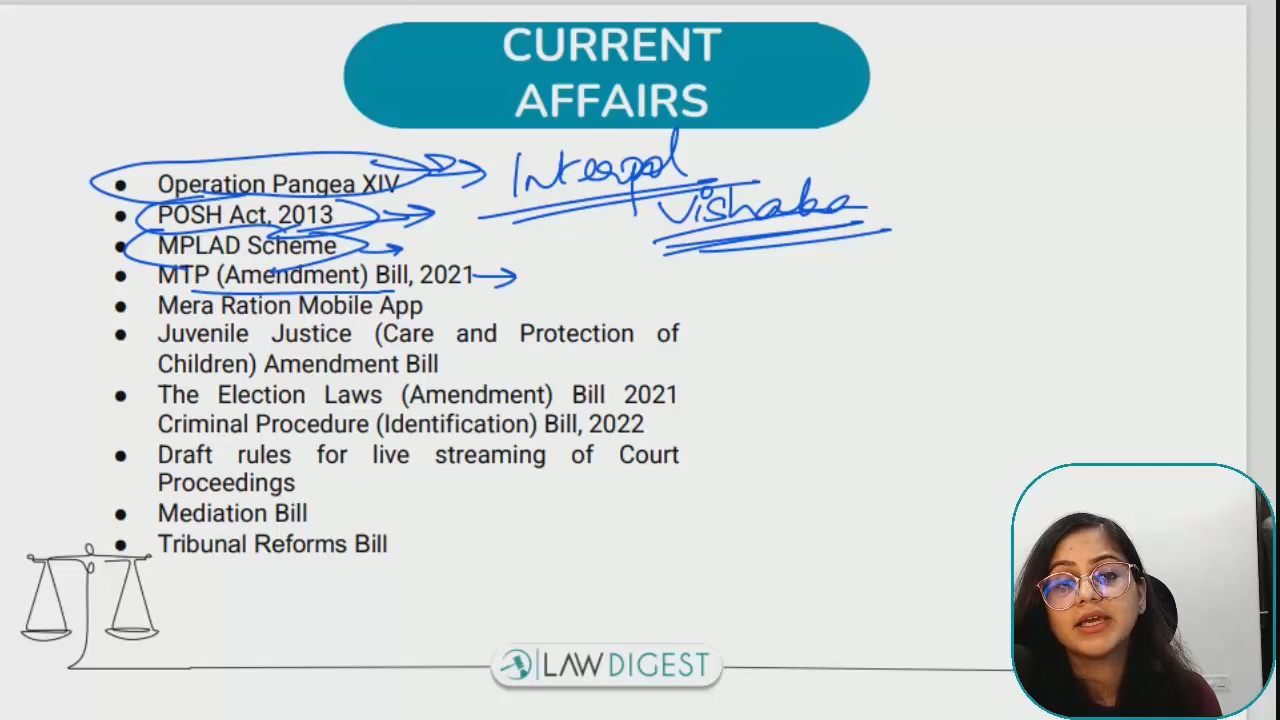 CURRENT
AFFAIRS
● Operation Pangea XIV
Interpol
● POSH Act, 2013
Vishaka
● MPLAD Scheme
● MTP (Amendment) Bill, 2021
● Mera Ration Mobile App
● Juvenile Justice (Care and Protection of
Children) Amendment Bill
● The Election Laws (Amendment) Bill 2021
Criminal Procedure (Identification) Bill, 2022
● Draft rules for live streaming of Court
Proceedings
● Mediation Bill
● Tribunal Reforms Bill
LAWDIGEST